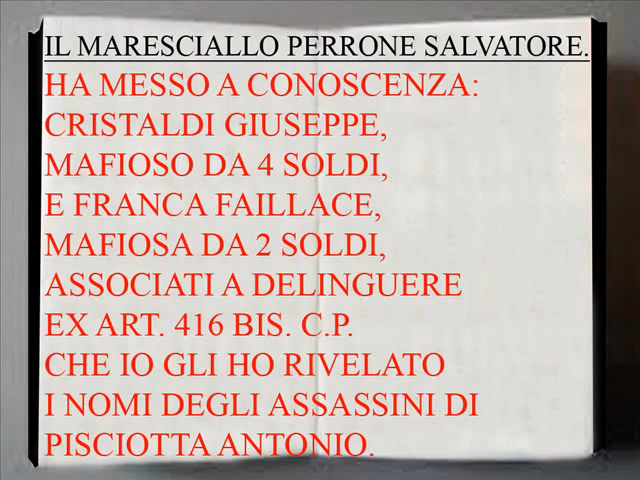 IL MARESCIALLO PERRONE SALVATORE.
HA MESSO A CONOSCENZA:
CRISTALDI GIUSEPPE,
MAFIOSO DA 4 SOLDI,
E FRANCA FAILLACE,
MAFIOSA DA 2 SOLDI,
ASSOCIATI A DELINGUERE
EX ART. 416 BIS. C.P.
CHE IO GLI HO RIVELATO
I NOMI DEGLI ASSASSINI DI
PISCIOTTA ANTONIO.